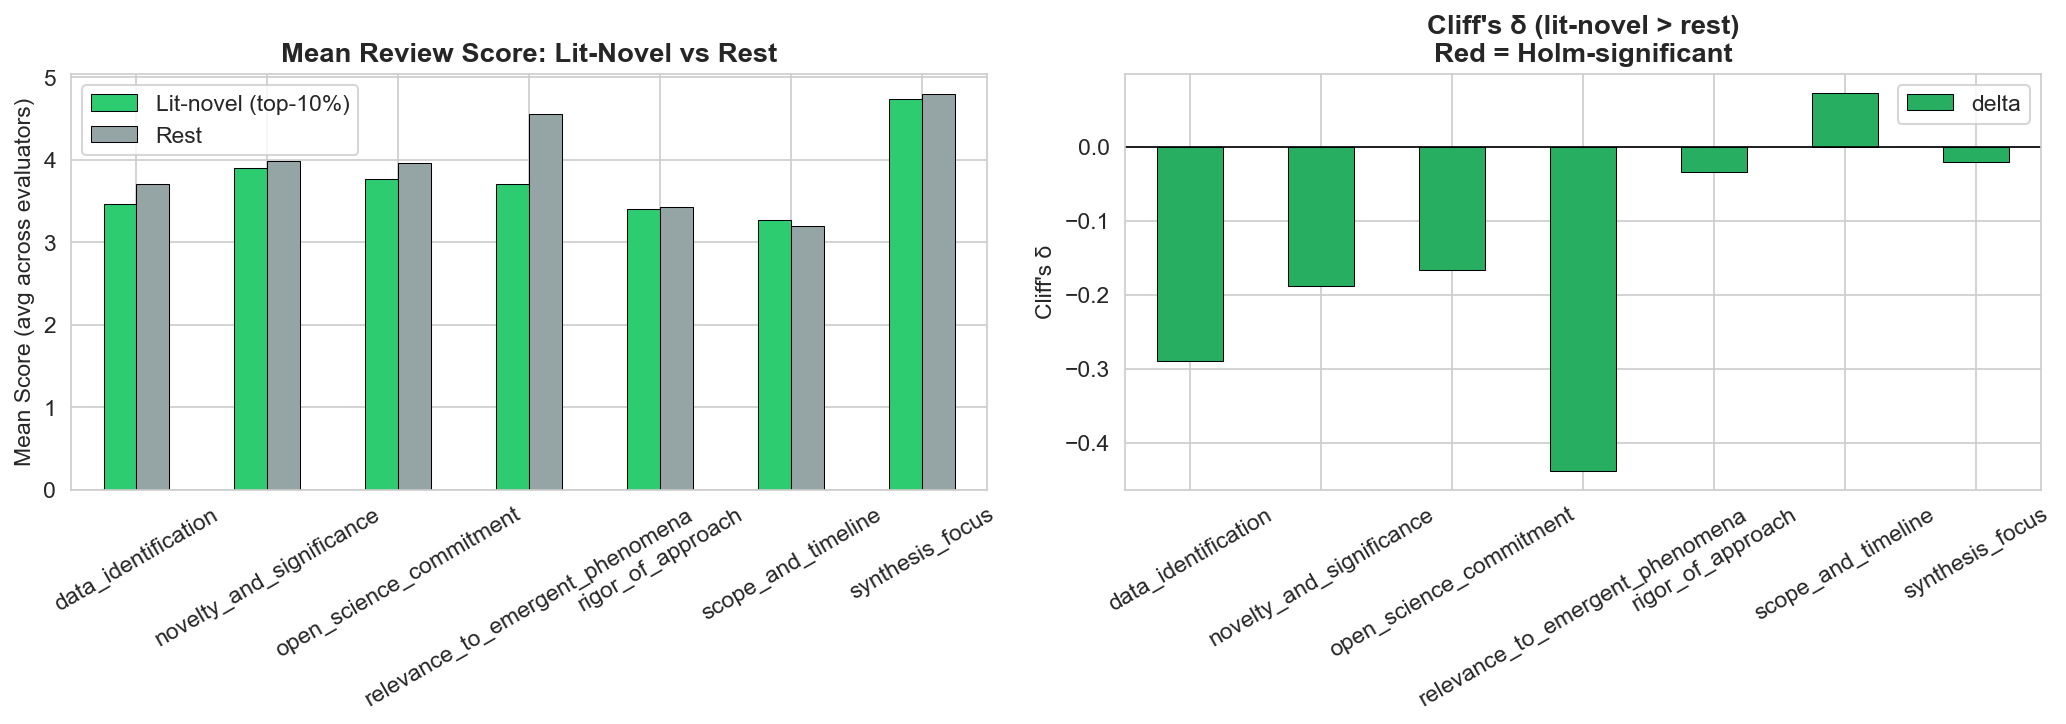 Mean Review Score: Lit-Novel vs Rest
Mean Score (avg across evaluators)
5
4
3
2
1
0
Lit-novel (top-10%)
Rest
data_identification
novelty_and_significance
open_science_commitment
relevance_to_emergent_phenomena
rigor_of_approach
scope_and_timeline
synthesis_focus
Cliff's δ (lit-novel > rest)
Red = Holm-significant
Cliff's δ
0.0
−0.1
−0.2
−0.3
−0.4
delta
data_identification
novelty_and_significance
open_science_commitment
relevance_to_emergent_phenomena
rigor_of_approach
scope_and_timeline
synthesis_focus